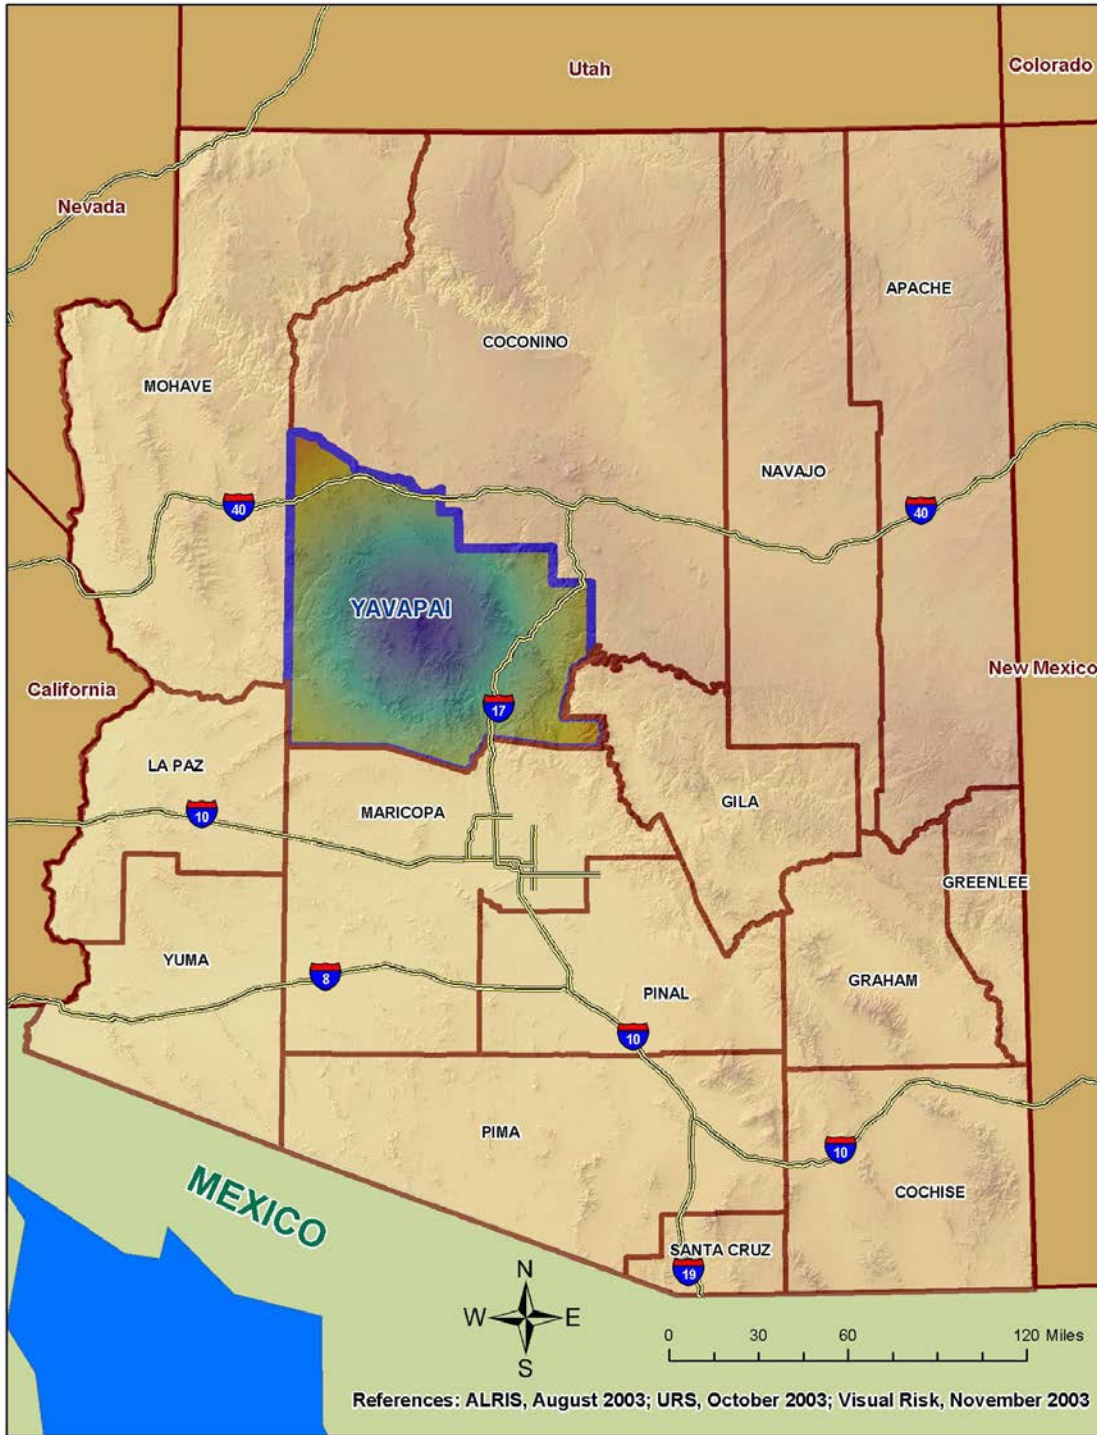 Utah
Colorado
Nevada
APACHE
COCONINO
MOHAVE
NAVAJO
40
40
YAVAPAI
New Mexico
California
17
LA PAZ
GILA
10
MARICOPA
GREENLEE
YUMA
8
GRAHAM
PINAL
10
PIMA
10
COCHISE
MEXICO
SANTA CRUZ
19
N
W
E
S
0 30 60 120 Miles
References: ALRIS, August 2003; URS, October 2003; Visual Risk, November 2003